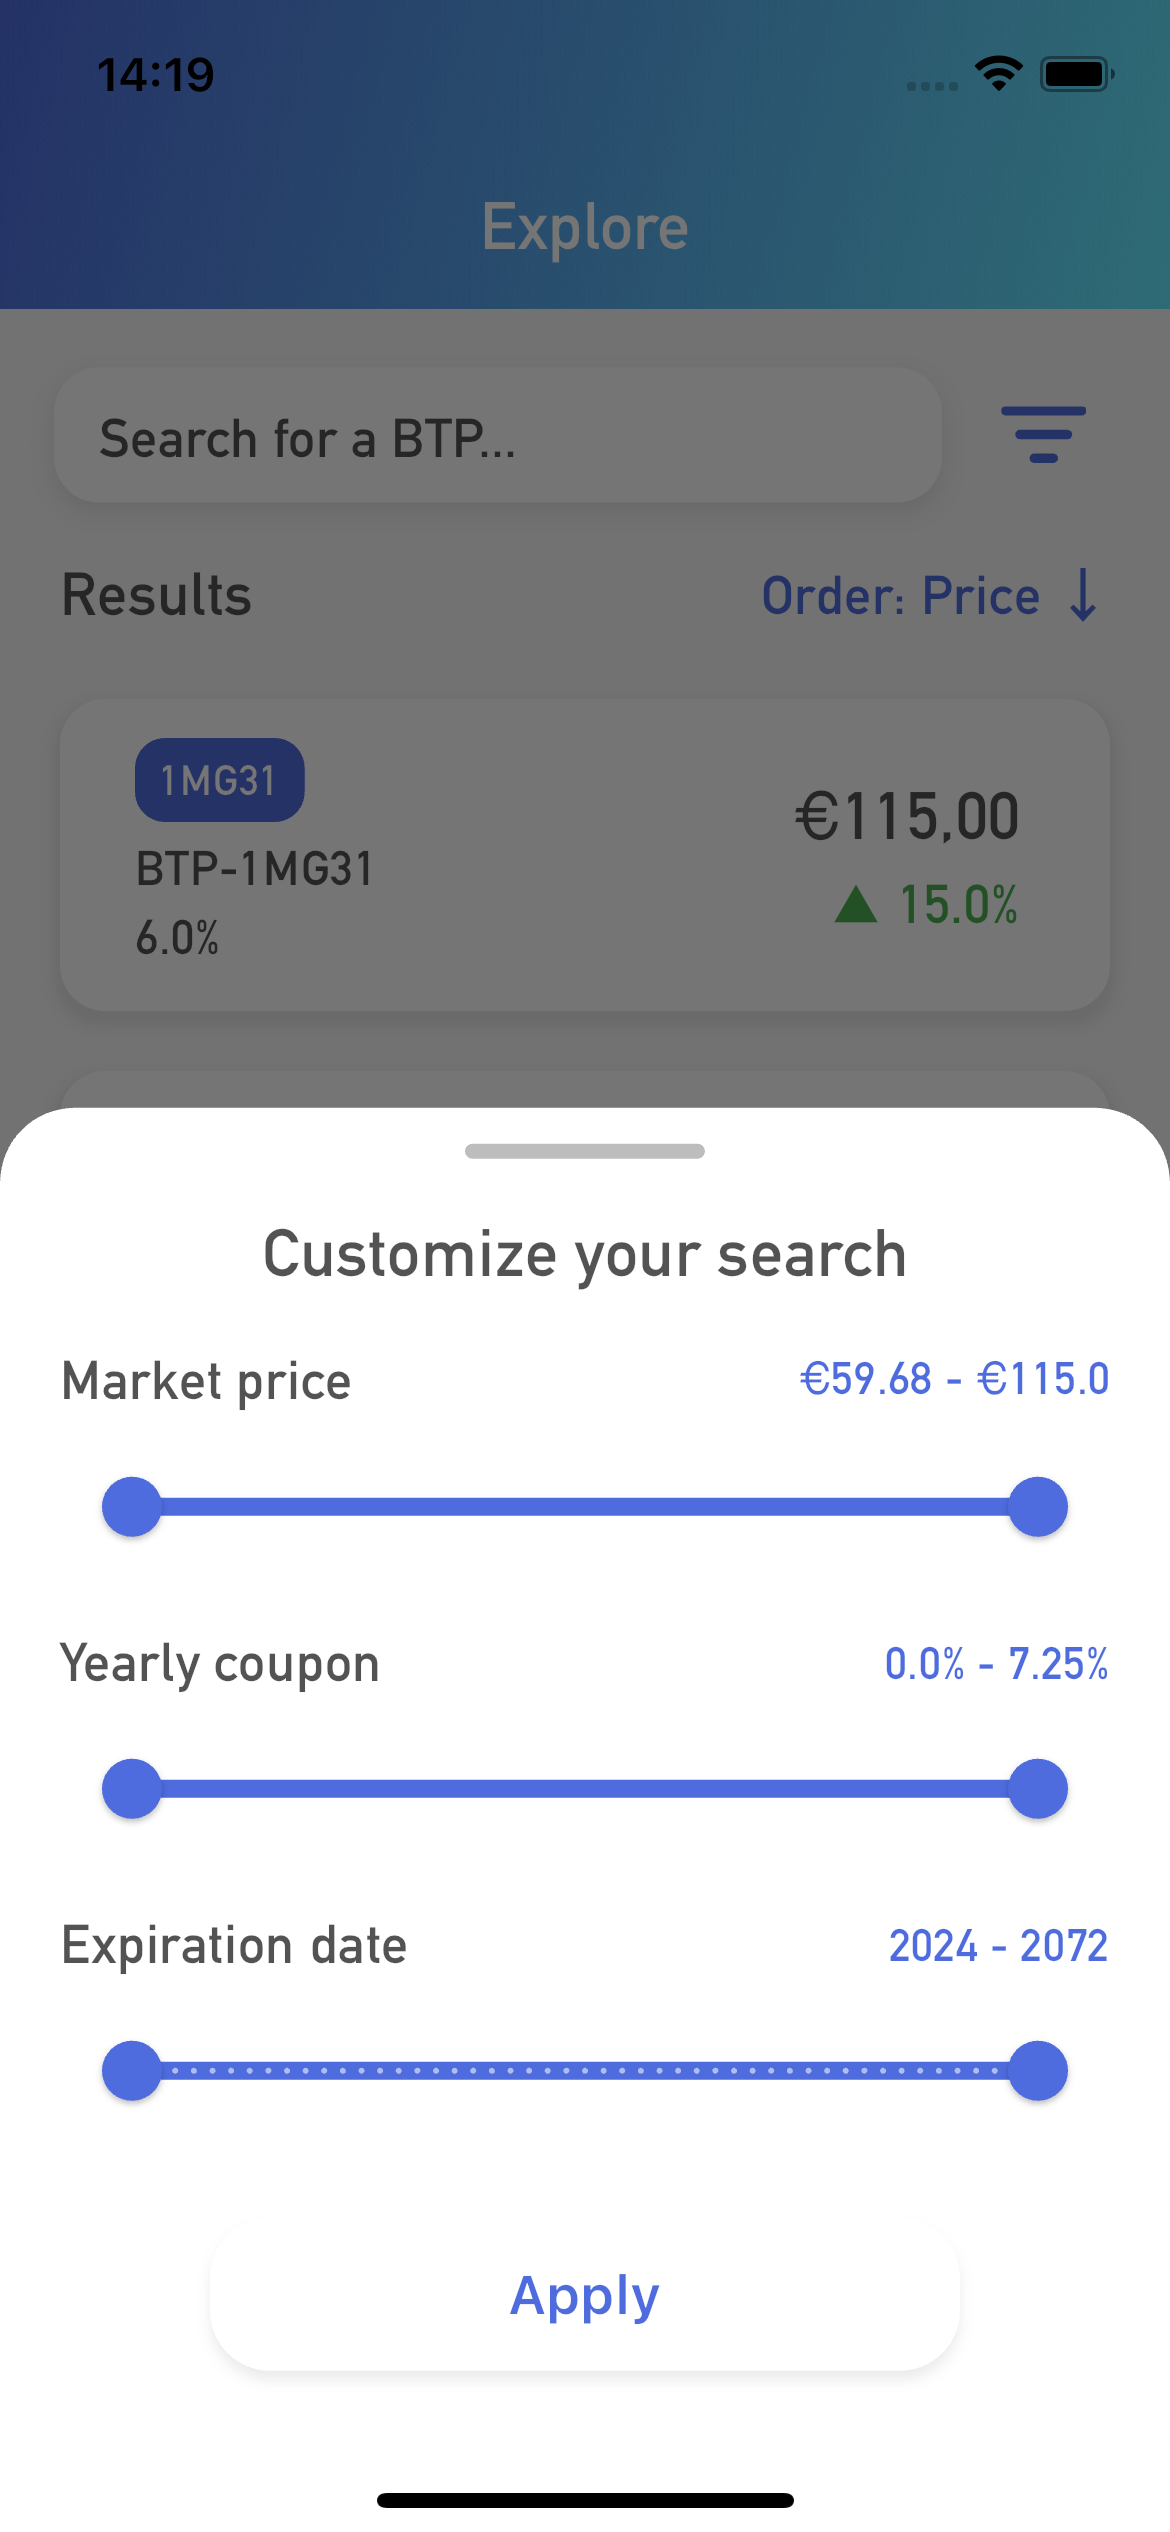 14:19
Explore
Search for a BTP...
Results
Order: Price ↓
1MG31
BTP-1MG31
6.0%
€115,00
▲ 15.0%
Customize your search
Market price
€59.68 - €115.0
Yearly coupon
0.0% - 7.25%
Expiration date
2024 - 2072
Apply